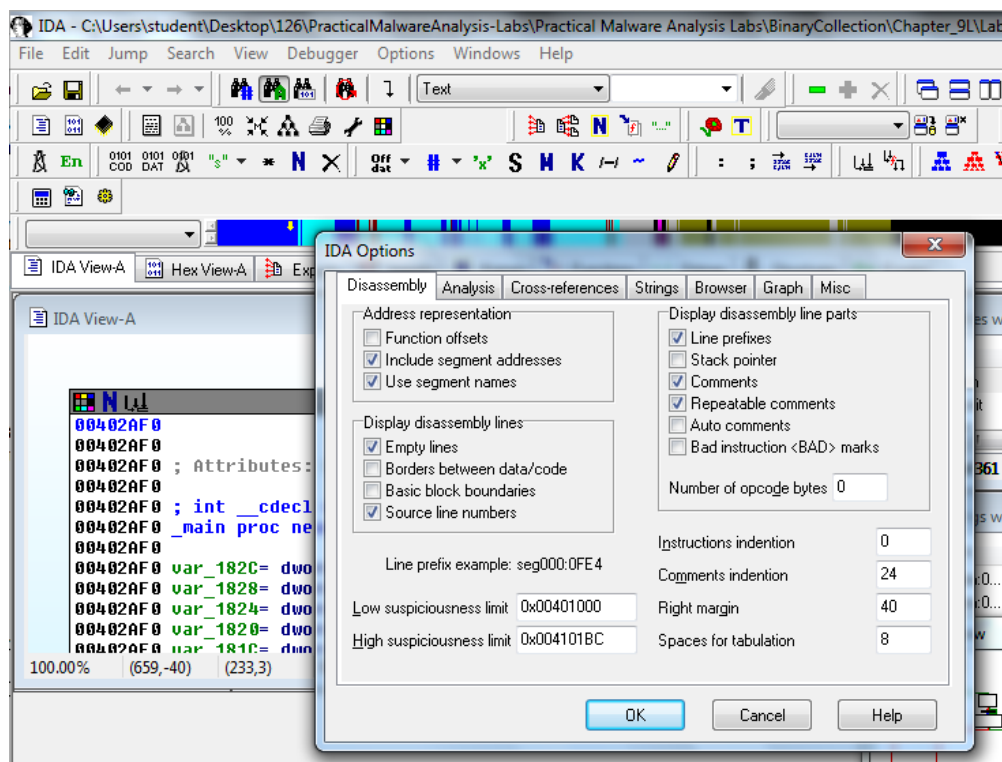 IDA - C:\Users\student\Desktop\126\PracticalMalwareAnalysis-Labs\Practical Malware Analysis Labs\BinaryCollection\Chapter_9L\Lab
File Edit Jump Search View Debugger Options Windows Help
Text
En
IDA View-A Hex View-A Exp
IDA View-A
00402AF0
00402AF0
00402AF0 ; Attributes:
00402AF0
00402AF0 ; int __cdecl
00402AF0 _main proc ne
00402AF0
00402AF0 var_182C= dwo
00402AF0 var_1828= dwo
00402AF0 var_1824= dwo
00402AF0 var_1820= dwo
00402AF0 var_181C= dwo
100.00% (659,-40) (233,3)
IDA Options
Disassembly Analysis Cross-references Strings Browser Graph Misc
Address representation
Function offsets
Include segment addresses
Use segment names
Display disassembly lines
Empty lines
Borders between data/code
Basic block boundaries
Source line numbers
Line prefix example: seg000:0FE4
Low suspiciousness limit 0x00401000
High suspiciousness limit 0x004101BC
Display disassembly line parts
Line prefixes
Stack pointer
Comments
Repeatable comments
Auto comments
Bad instruction <BAD> marks
Number of opcode bytes 0
Instructions indention 0
Comments indention 24
Right margin 40
Spaces for tabulation 8
OK Cancel Help
361